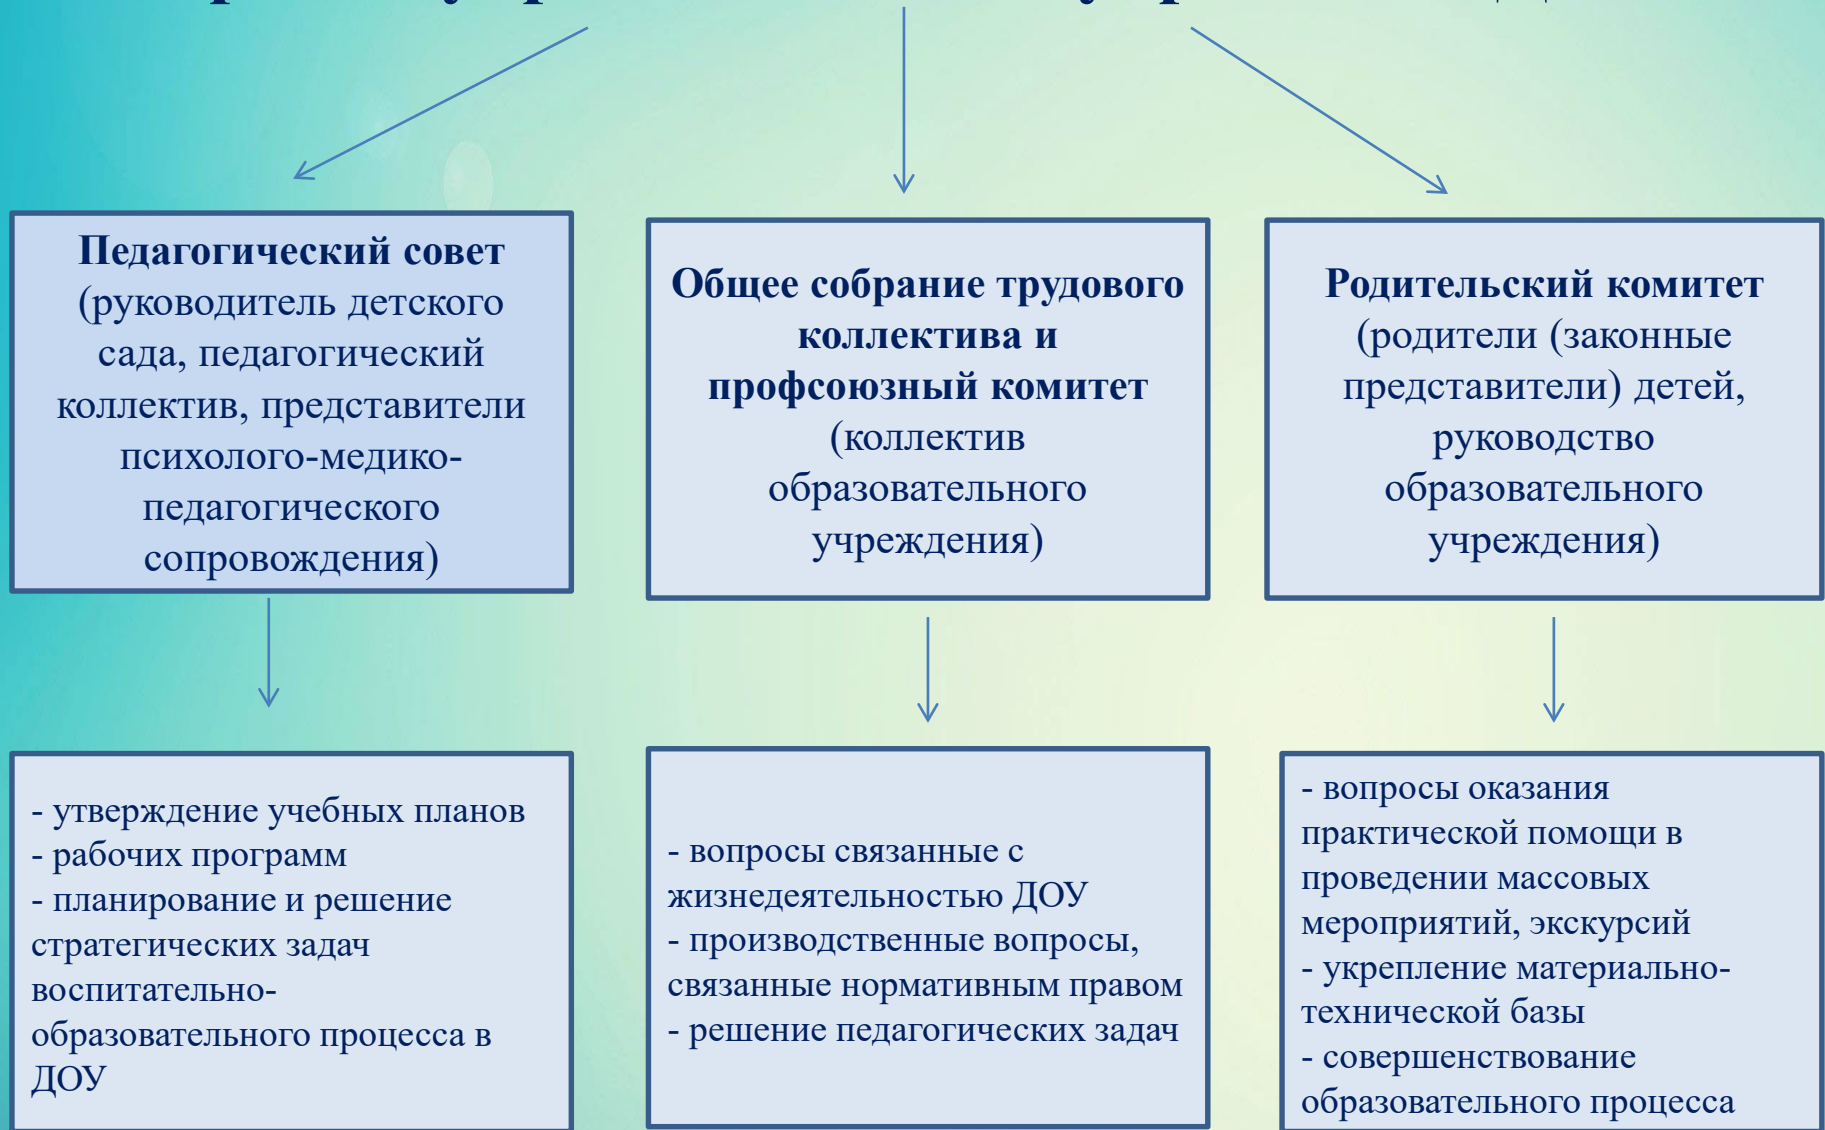 Педагогический совет
(руководитель детского
сада, педагогический
коллектив, представители
психолого-медико-
педагогического
сопровождения)
Общее собрание трудового
коллектива и
профсоюзный комитет
(коллектив
образовательного
учреждения)
Родительский комитет
(родители (законные
представители) детей,
руководство
образовательного
учреждения)
- утверждение учебных планов
- рабочих программ
- планирование и решение
стратегических задач
воспитательно-
образовательного процесса в
ДОУ
- вопросы связанные с
жизнедеятельностью ДОУ
- производственные вопросы,
связанные нормативным правом
- решение педагогических задач
- вопросы оказания
практической помощи в
проведении массовых
мероприятий, экскурсий
- укрепление материально-
технической базы
- совершенствование
образовательного процесса